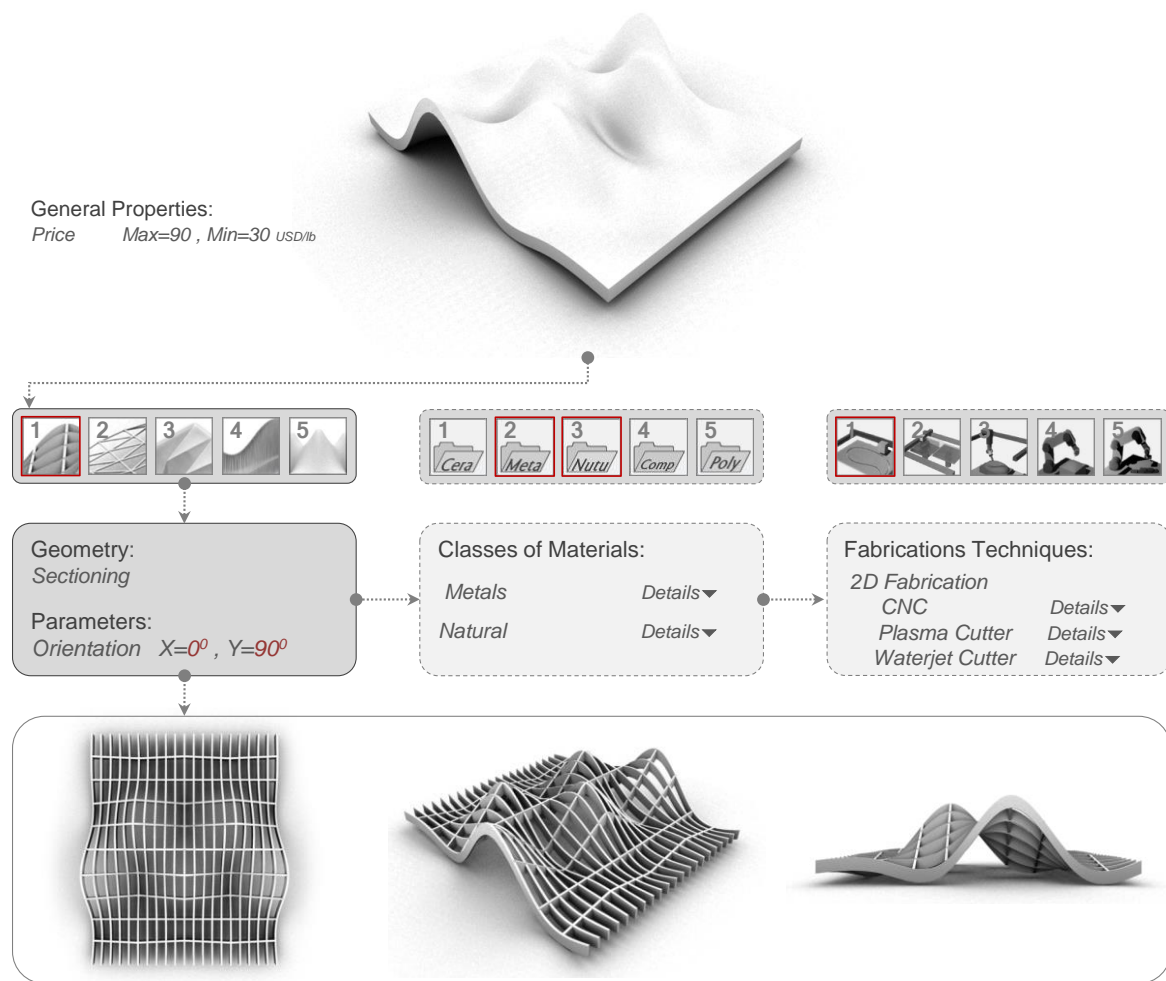 General Properties:
Price Max=90 , Min=30 USD/lb
1 2 3 4 5
1 2 3 4 5
Cera Meta Nutu Comp Poly
1 2 3 4 5
Geometry:
Sectioning
Parameters:
Orientation X=0⁰ , Y=90⁰
Classes of Materials:
Metals Details
Natural Details
Fabrications Techniques:
2D Fabrication
CNC Details
Plasma Cutter Details
Waterjet Cutter Details